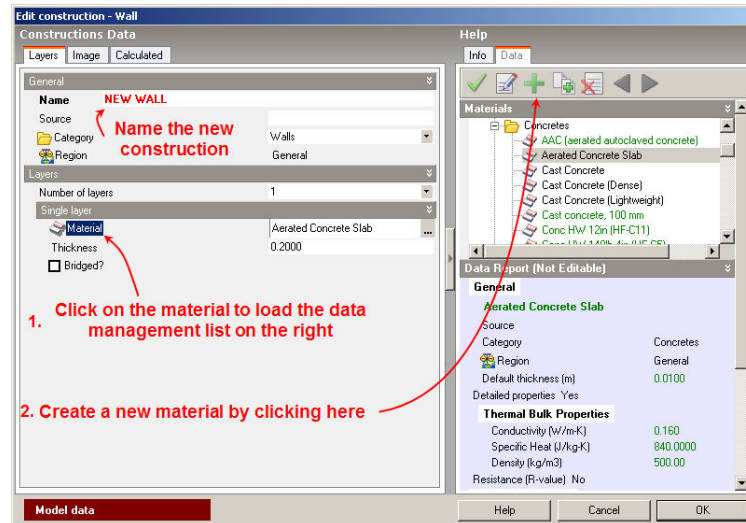 Edit construction - Wall
Constructions Data
Layers Image Calculated
General
Name NEW WALL
Source
Name the new
construction
Category Walls
Region General
Layers
Number of layers 1
Single layer
Material Aerated Concrete Slab ...
Thickness 0.2000
Bridged?
1. Click on the material to load the data
management list on the right
2. Create a new material by clicking here
Model data
Help
Info Data
Materials
Concretes
AAC (aerated autoclaved concrete)
Aerated Concrete Slab
Cast Concrete
Cast Concrete (Dense)
Cast Concrete (Lightweight)
Cast concrete, 100 mm
Conc HW 12in (HF-C11)
Conc HW 140lb 4in (HF-C5)
Data Report (Not Editable)
General
Aerated Concrete Slab
Source
Category Concretes
Region General
Default thickness (m) 0.0100
Detailed properties Yes
Thermal Bulk Properties
Conductivity (W/m-K) 0.160
Specific Heat (J/kg-K) 840.0000
Density (kg/m3) 500.00
Resistance (R-value) No
Help Cancel OK